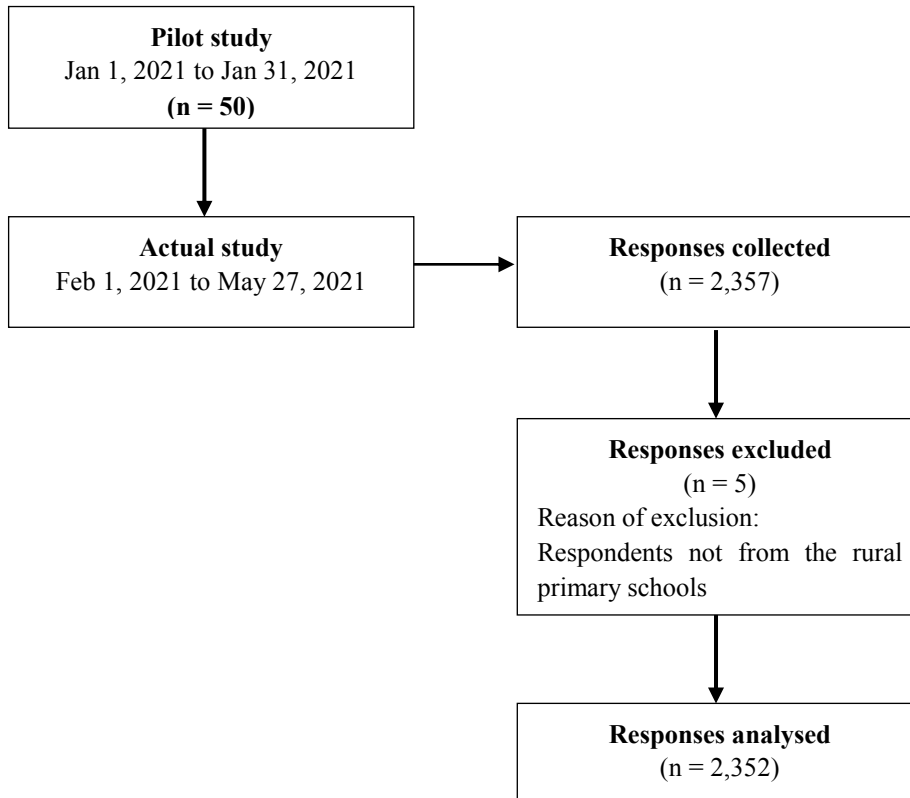 Pilot study
Jan 1, 2021 to Jan 31, 2021
(n = 50)
Actual study
Feb 1, 2021 to May 27, 2021
Responses collected
(n = 2,357)
Responses excluded
(n = 5)
Reason of exclusion:
Respondents not from the rural
primary schools
Responses analysed
(n = 2,352)